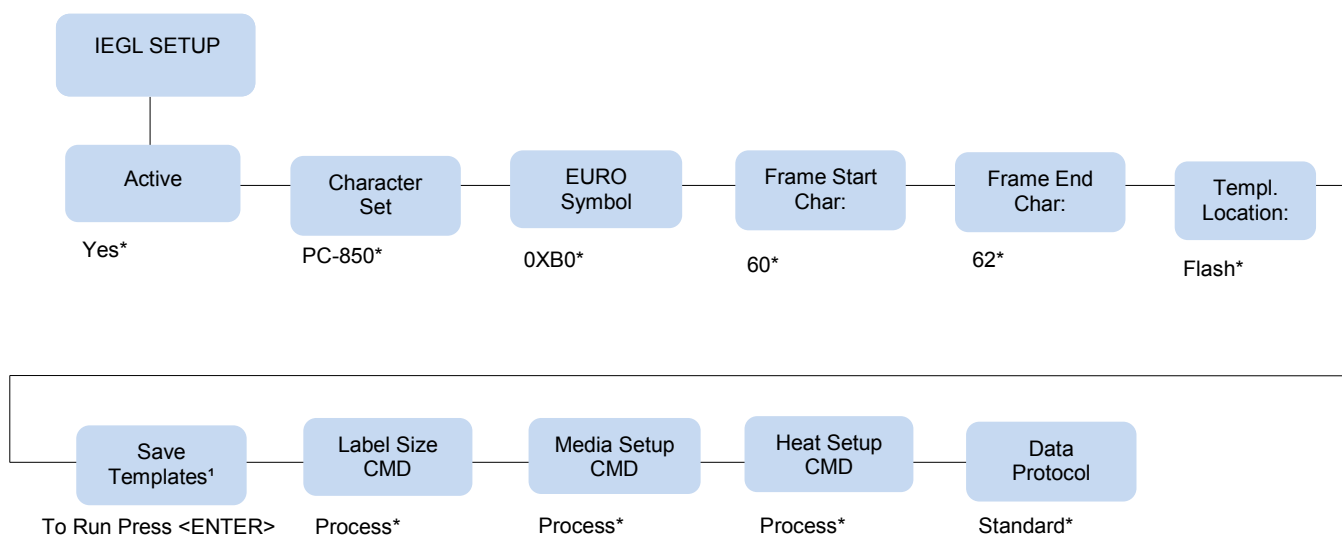 IEGL SETUP
Active
Yes*
Character
Set
PC-850*
EURO
Symbol
0XB0*
Frame Start
Char:
60*
Frame End
Char:
62*
Templ.
Location:
Flash*
Save
Templates¹
To Run Press <ENTER>
Label Size
CMD
Process*
Media Setup
CMD
Process*
Heat Setup
CMD
Process*
Data
Protocol
Standard*